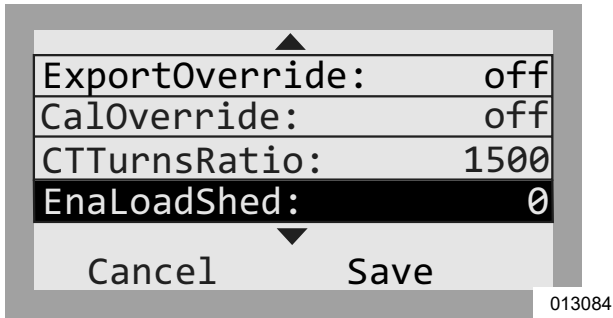 ExportOverride: off
CalOverride: off
CTTurnsRatio: 1500
EnaLoadShed: 0
Cancel Save
013084